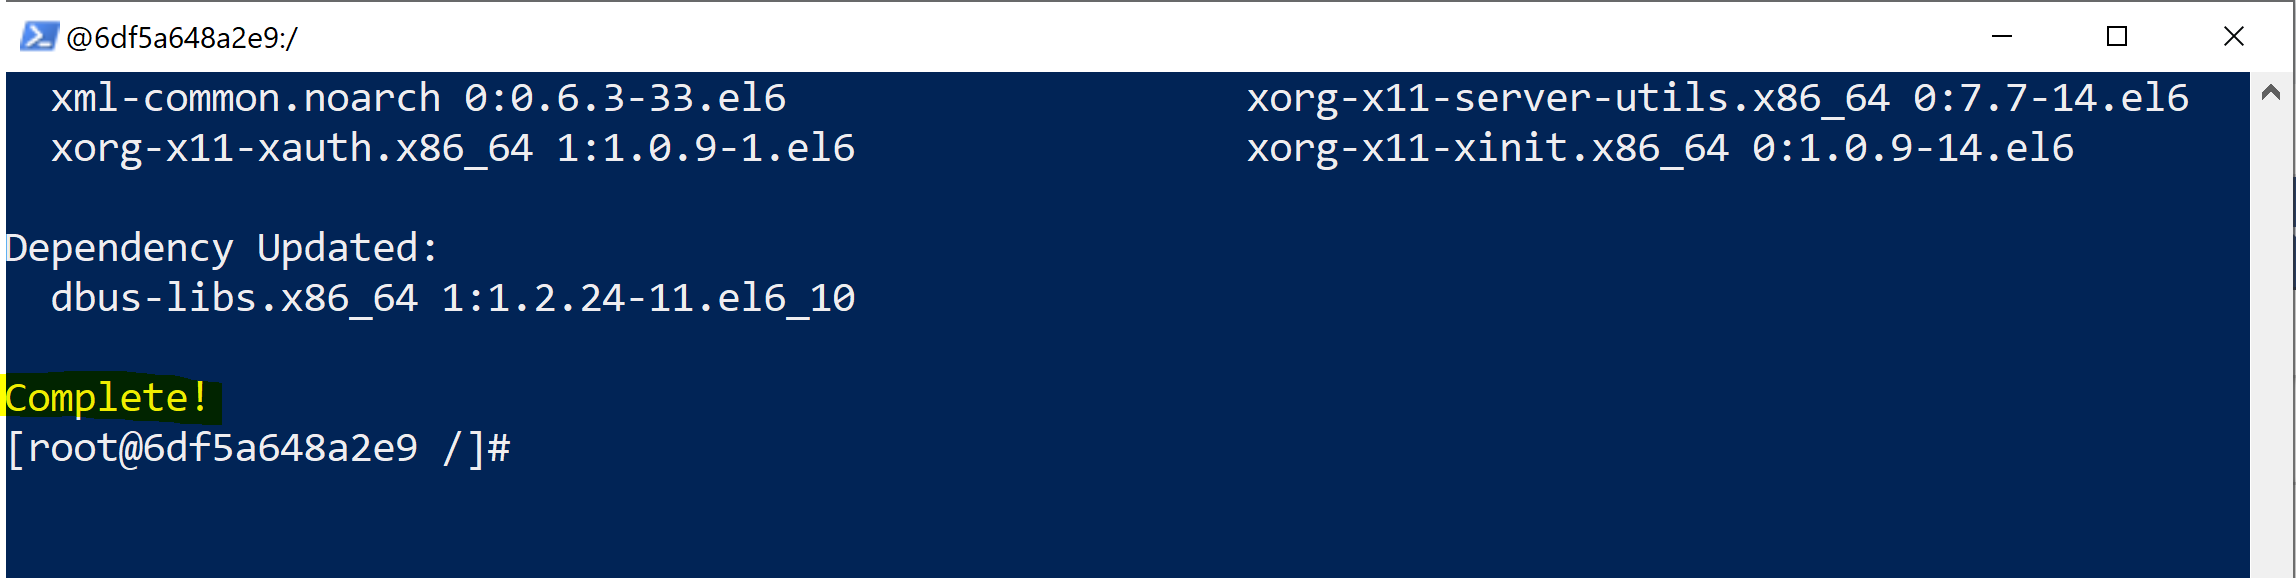 @6df5a648a2e9:/
xml-common.noarch 0:0.6.3-33.el6 xorg-x11-server-utils.x86_64 0:7.7-14.el6
xorg-x11-xauth.x86_64 1:1.0.9-1.el6 xorg-x11-xinit.x86_64 0:1.0.9-14.el6
Dependency Updated:
dbus-libs.x86_64 1:1.2.24-11.el6_10
Complete!
[root@6df5a648a2e9 /]#